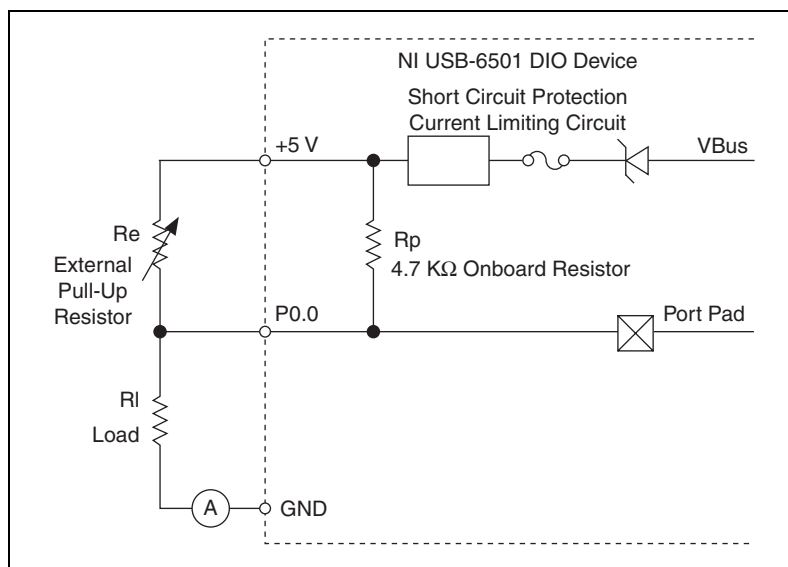 NI USB-6501 DIO Device
Short Circuit Protection
Current Limiting Circuit
+5 V
VBus
Re
External
Pull-Up
Resistor
Rp
4.7 KΩ Onboard Resistor
P0.0
Port Pad
Rl
Load
A
GND